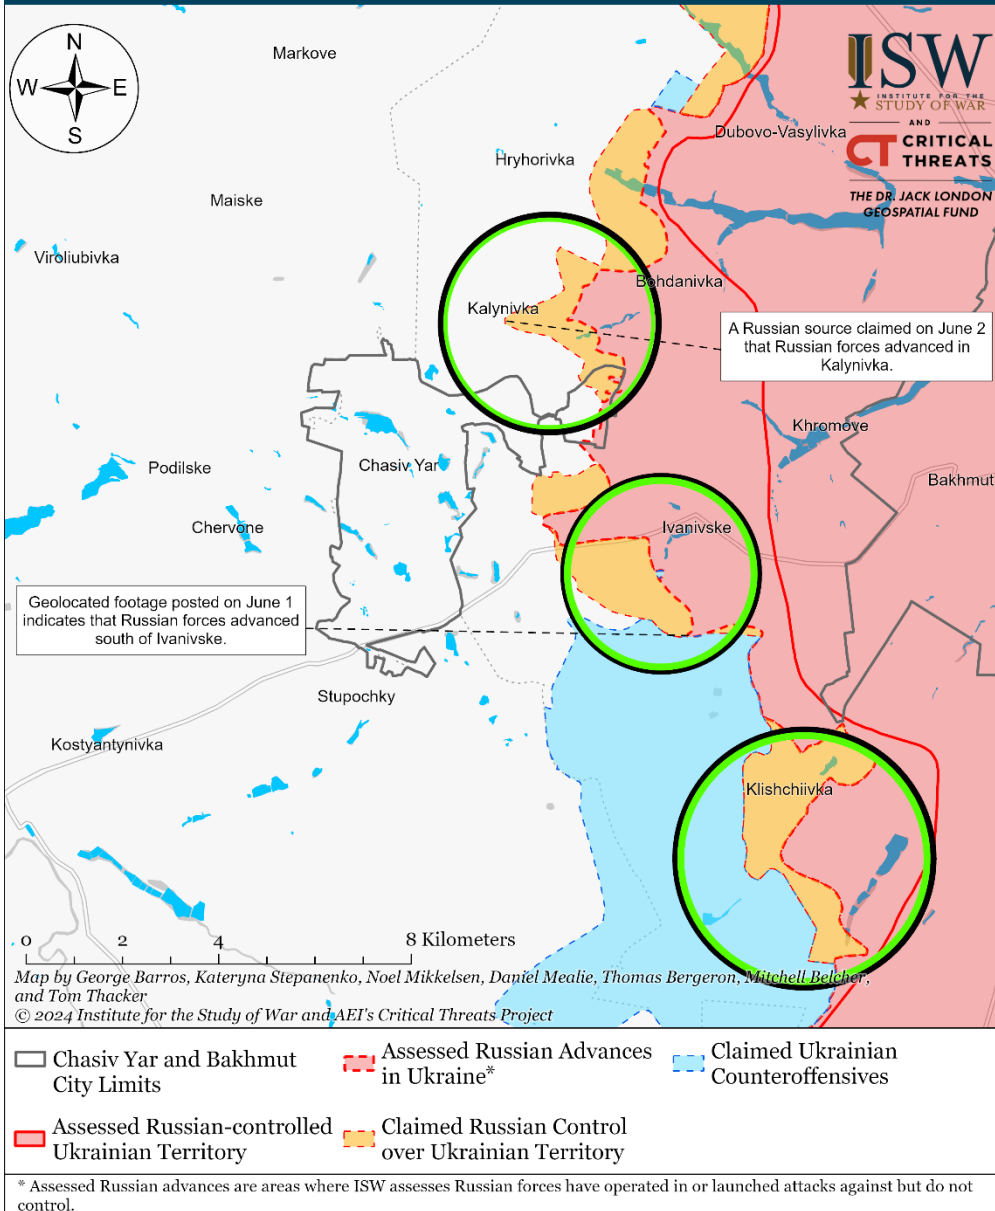 N
W
E
S
Markove
ISW
INSTITUTE FOR THE
STUDY OF WAR
AND
CT CRITICAL
THREATS
THE DR. JACK LONDON
GEOSPATIAL FUND
Dubovo-Vasylivka
Hryhorivka
Maiske
Viroliubivka
Bohdanivka
Kalynivka
A Russian source claimed on June 2
that Russian forces advanced in
Kalynivka.
Khromove
Podilske
Chasiv Yar
Bakhmut
Chervone
Ivanivske
Geolocated footage posted on June 1
indicates that Russian forces advanced
south of Ivanivske.
Stupochky
Kostyantynivka
Klishchiivka
0 2 4 8 Kilometers
Map by George Barros, Kateryna Stepanenko, Noel Mikkelsen, Daniel Mealie, Thomas Bergeron, Mitchell Belcher,
and Tom Thacker
© 2024 Institute for the Study of War and AEI's Critical Threats Project
Chasiv Yar and Bakhmut
City Limits
Assessed Russian Advances
in Ukraine*
Claimed Ukrainian
Counteroffensives
Assessed Russian-controlled
Ukrainian Territory
Claimed Russian Control
over Ukrainian Territory
* Assessed Russian advances are areas where ISW assesses Russian forces have operated in or launched attacks against but do not
control.